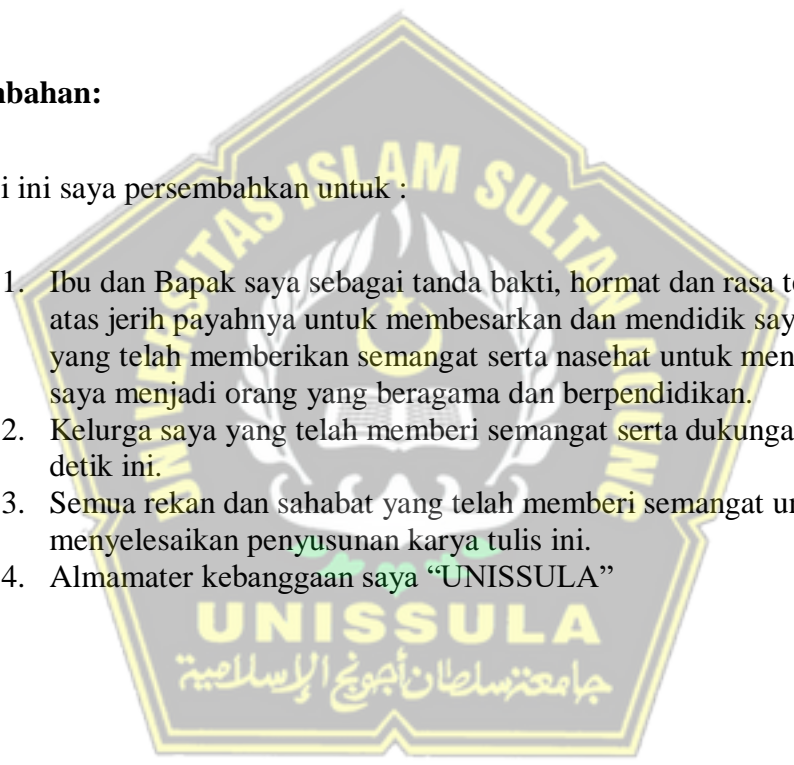 mbahan:
i ini saya persembahkan untuk :
1. Ibu dan Bapak saya sebagai tanda bakti, hormat dan rasa te
atas jerih payahnya untuk membesarkan dan mendidik say
yang telah memberikan semangat serta nasehat untuk men
saya menjadi orang yang beragama dan berpendidikan.
2. Kelurga saya yang telah memberi semangat serta dukunga
detik ini.
3. Semua rekan dan sahabat yang telah memberi semangat un
menyelesaikan penyusunan karya tulis ini.
4. Almamater kebanggaan saya “UNISSULA”
UNIVERSITAS ISLAM SULTAN AGUNG
UNISSULA
جامعة سلطان أجونج الإسلامية